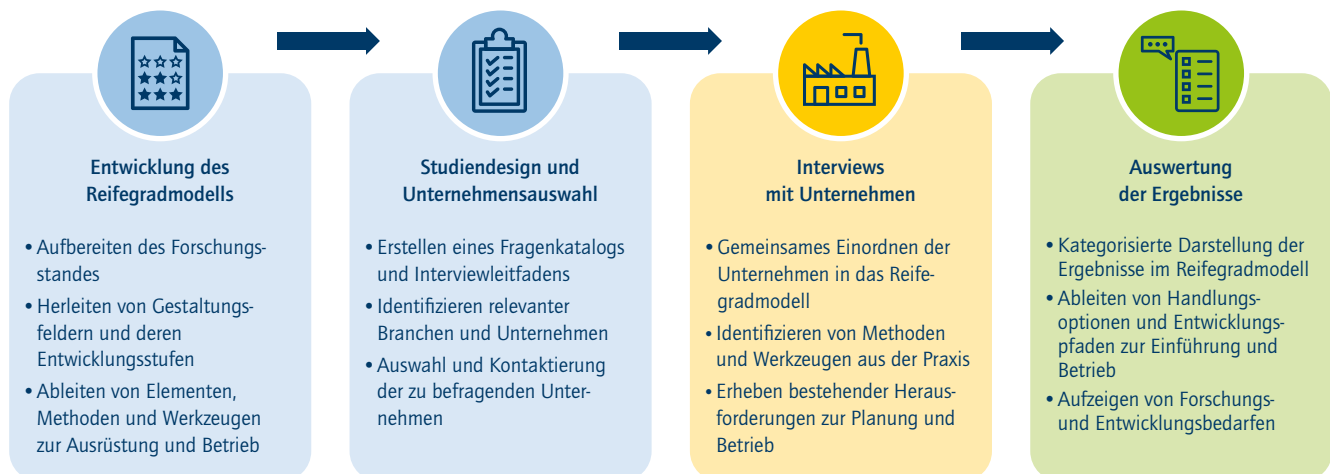 Entwicklung des
Reifegradmodells
• Aufbereiten des Forschungs-
standes
• Herleiten von Gestaltungs-
feldern und deren
Entwicklungsstufen
• Ableiten von Elementen,
Methoden und Werkzeugen
zur Ausrüstung und Betrieb
Studiendesign und
Unternehmensauswahl
• Erstellen eines Fragenkatalogs
und Interviewleitfadens
• Identifizieren relevanter
Branchen und Unternehmen
• Auswahl und Kontaktierung
der zu befragenden Unter-
nehmen
Interviews
mit Unternehmen
• Gemeinsames Einordnen der
Unternehmen in das Reife-
gradmodell
• Identifizieren von Methoden
und Werkzeugen aus der Praxis
• Erheben bestehender Heraus-
forderungen zur Planung und
Betrieb
Auswertung
der Ergebnisse
• Kategorisierte Darstellung der
Ergebnisse im Reifegradmodell
• Ableiten von Handlungs-
optionen und Entwicklungs-
pfaden zur Einführung und
Betrieb
• Aufzeigen von Forschungs-
und Entwicklungsbedarfen